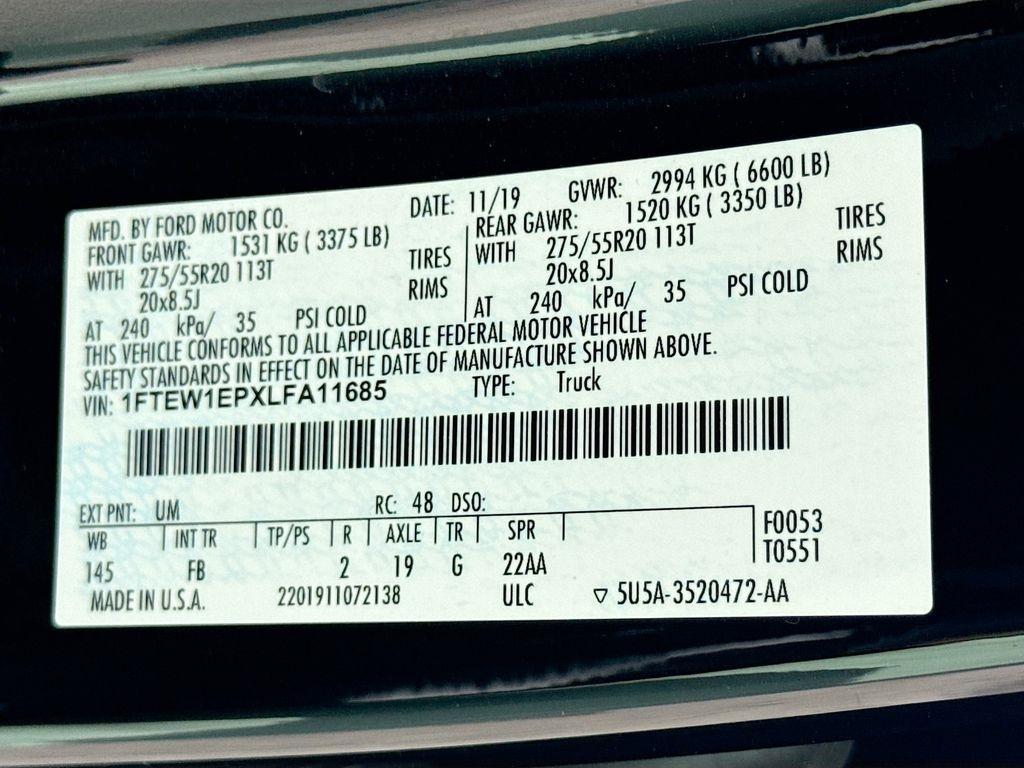 MFD. BY FORD MOTOR CO. DATE: 11/19 GVWR: 2994 KG ( 6600 LB)
FRONT GAWR: 1531 KG ( 3375 LB) REAR GAWR: 1520 KG ( 3350 LB)
WITH 275/55R20 113T TIRES WITH 275/55R20 113T TIRES
20x8.5J RIMS 20x8.5J RIMS
AT 240 kPa/ 35 PSI COLD AT 240 kPa/ 35 PSI COLD
THIS VEHICLE CONFORMS TO ALL APPLICABLE FEDERAL MOTOR VEHICLE
SAFETY STANDARDS IN EFFECT ON THE DATE OF MANUFACTURE SHOWN ABOVE.
VIN: 1FTEW1EPXLFA11685 TYPE: Truck
EXT PNT: UM RC: 48 DSO:
WB INT TR TP/PS R AXLE TR SPR F0053
145 FB 2 19 G 22AA T0551
MADE IN U.S.A. 2201911072138 ULC ▽ 5U5A-3520472-AA